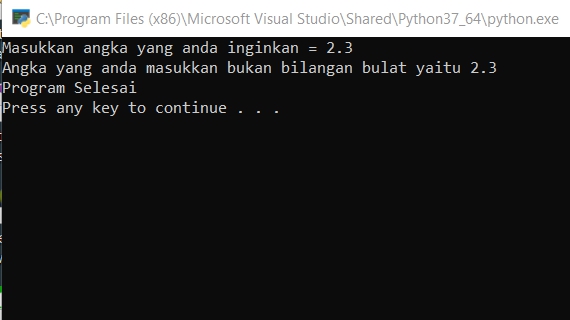 C:\Program Files (x86)\Microsoft Visual Studio\Shared\Python37_64\python.exe
Masukkan angka yang anda inginkan = 2.3
Angka yang anda masukkan bukan bilangan bulat yaitu 2.3
Program Selesai
Press any key to continue . . .